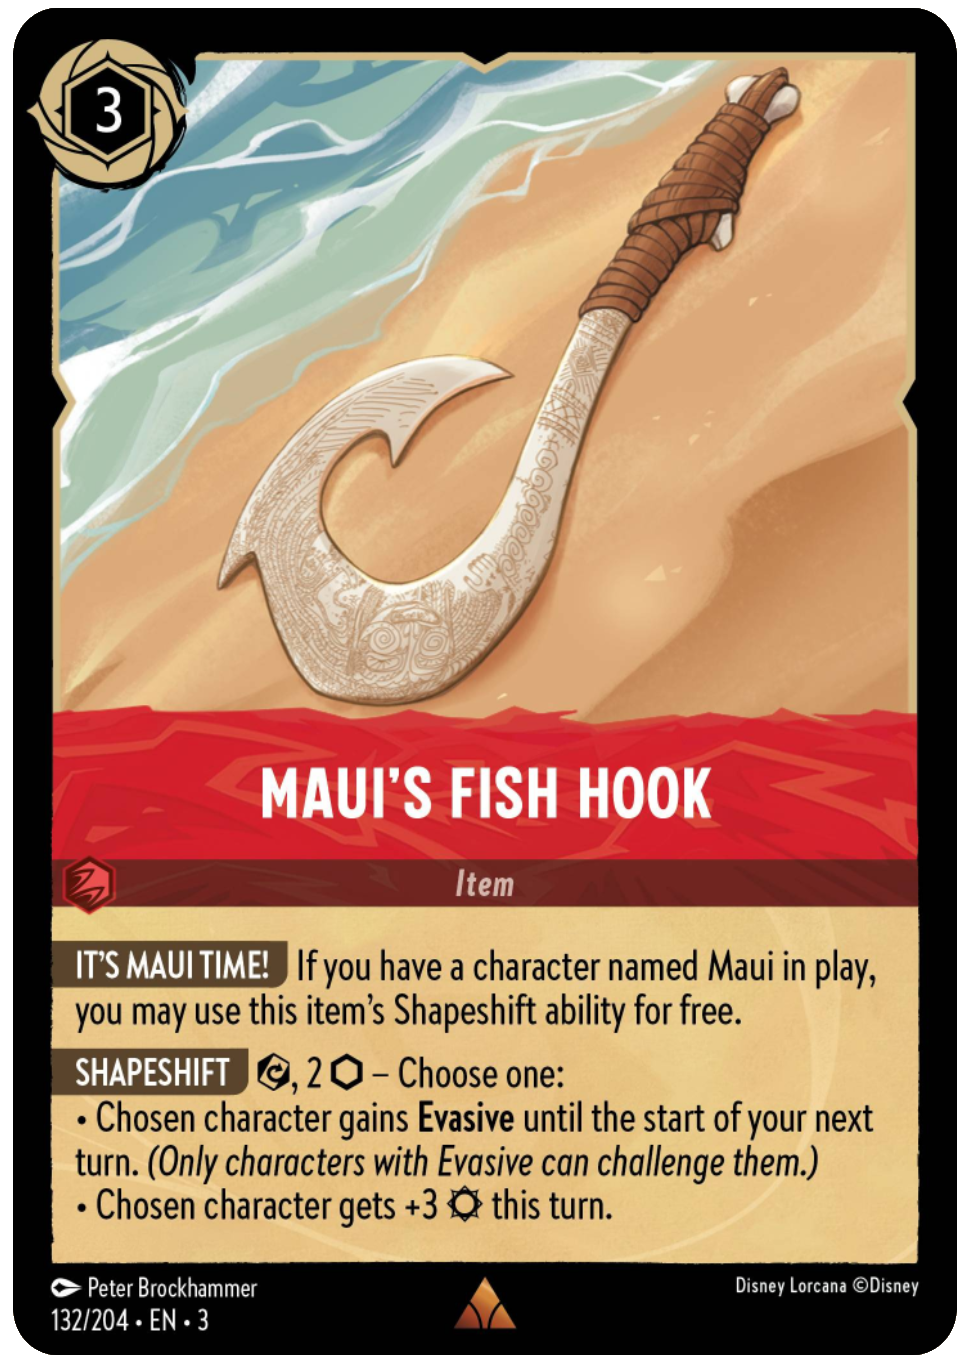 3
MAUI'S FISH HOOK
Item
IT'S MAUI TIME! If you have a character named Maui in play,
you may use this item's Shapeshift ability for free.
SHAPESHIFT , 2 – Choose one:
• Chosen character gains Evasive until the start of your next
turn. (Only characters with Evasive can challenge them.)
• Chosen character gets +3 this turn.
Peter Brockhammer
Disney Lorcana ©Disney
132/204 • EN • 3